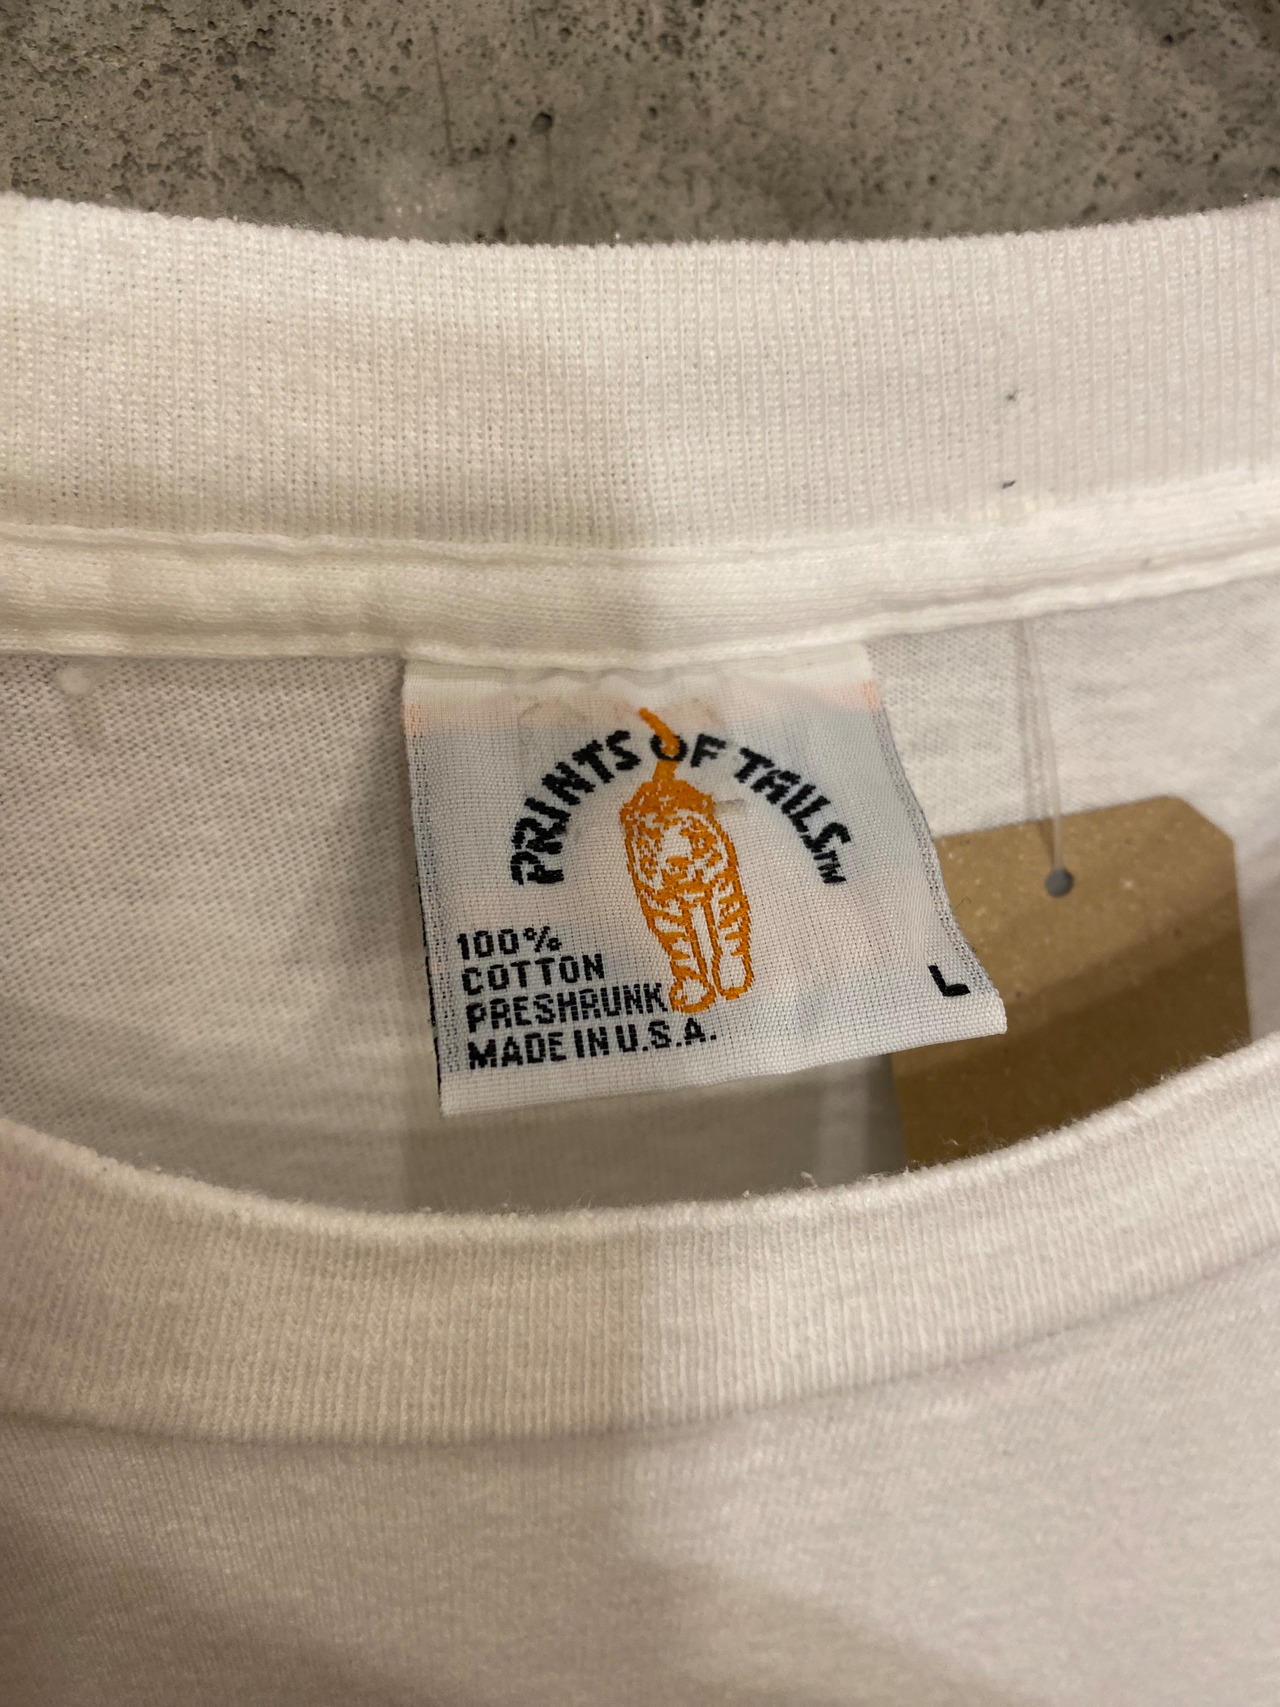 PRINTS OF TAILS™
100%
COTTON
PRESHRUNK
MADE IN U.S.A.
L